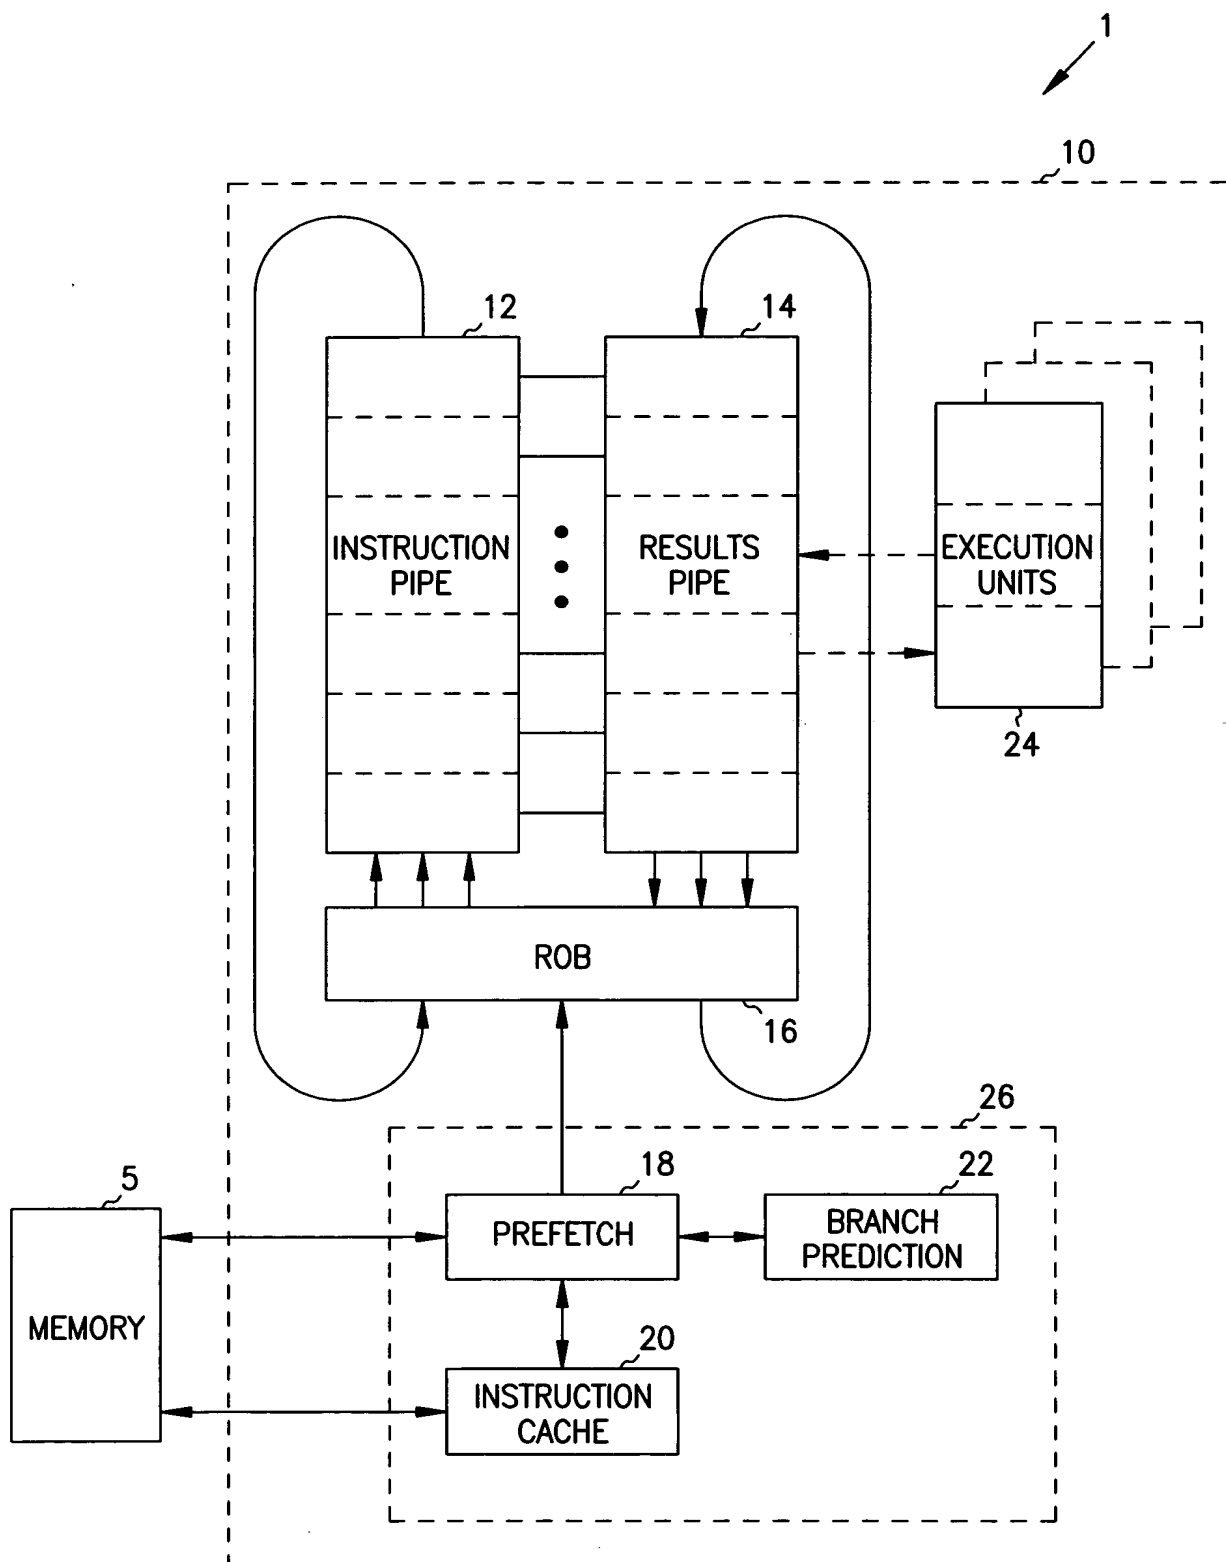 1
10
12
14
INSTRUCTION
PIPE
RESULTS
PIPE
EXECUTION
UNITS
24
ROB
16
26
5
18
22
PREFETCH
BRANCH
PREDICTION
MEMORY
20
INSTRUCTION
CACHE